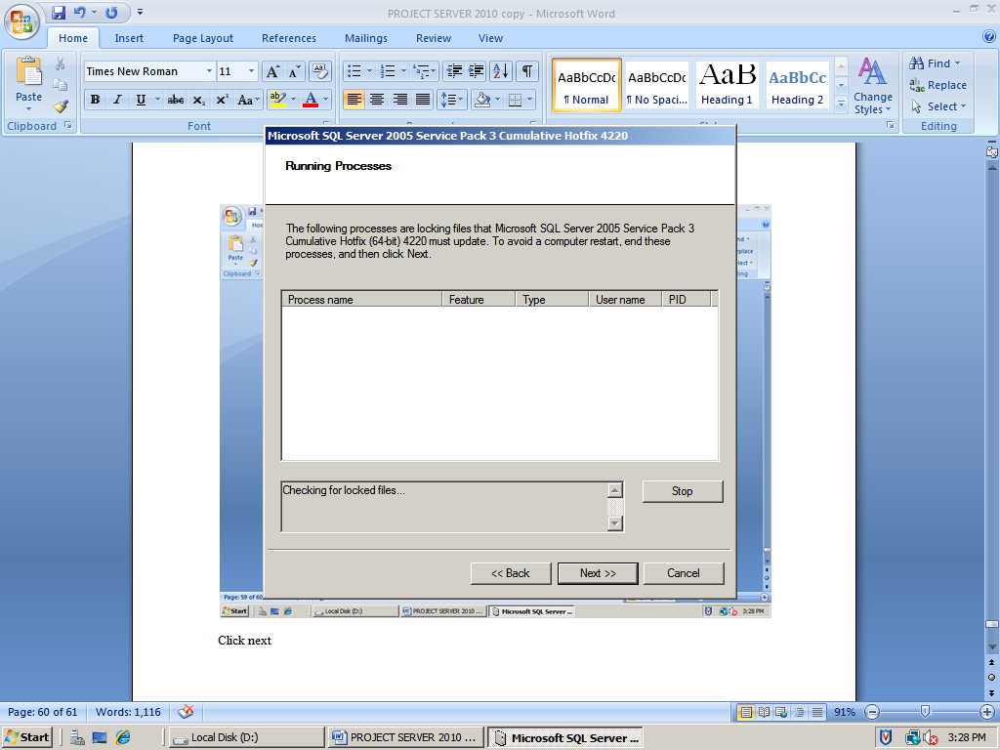 PROJECT SERVER 2010 copy - Microsoft Word
Home Insert Page Layout References Mailings Review View
Times New Roman 11
Paste
AaBbCcDc AaBbCcDc AaB AaBbCc
¶ Normal ¶ No Spaci... Heading 1 Heading 2
Change Styles
Find
Replace
Select
Clipboard Font Editing
Microsoft SQL Server 2005 Service Pack 3 Cumulative Hotfix 4220
Running Processes
The following processes are locking files that Microsoft SQL Server 2005 Service Pack 3
Cumulative Hotfix (64-bit) 4220 must update. To avoid a computer restart, end these
processes, and then click Next.
Process name Feature Type User name PID
Checking for locked files...
Stop
<< Back Next >> Cancel
Paste
Clipboard
Page: 59 of 60
Start Local Disk (D:) PROJECT SERVER 2010 ... Microsoft SQL Server ... 3:28 PM
Click next
Page: 60 of 61 Words: 1,116 91%
Start Local Disk (D:) PROJECT SERVER 2010 ... Microsoft SQL Server ... 3:28 PM